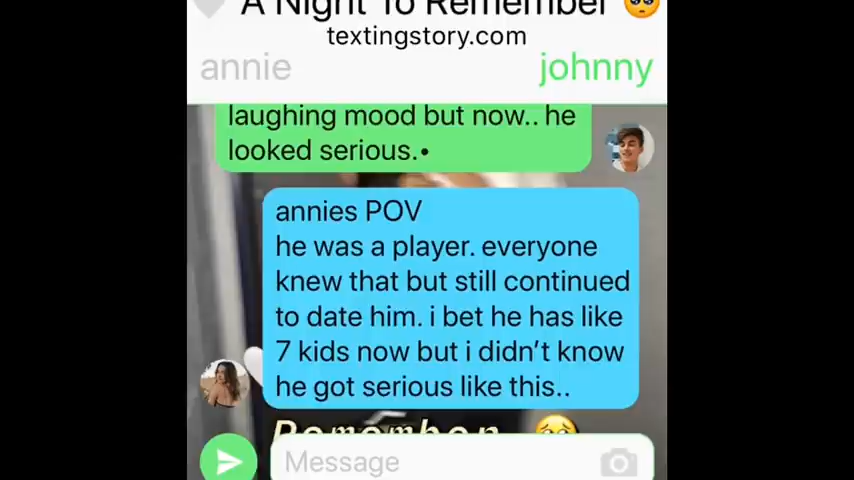 A Night To Remember 🥺
textingstory.com
annie
johnny
laughing mood but now.. he
looked serious.•
annies POV
he was a player. everyone
knew that but still continued
to date him. i bet he has like
7 kids now but i didn’t know
he got serious like this..
Remember 🥺
Message